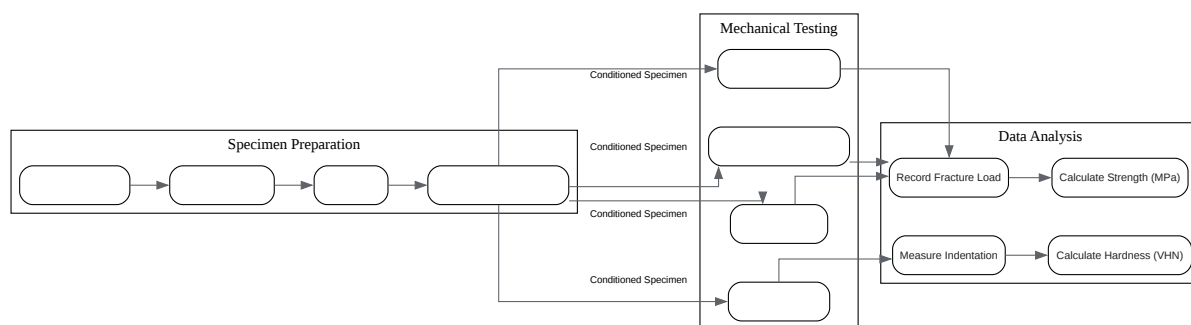 Mechanical Testing
Conditioned Specimen
Specimen Preparation
Conditioned Specimen
Data Analysis
Record Fracture Load
Calculate Strength (MPa)
Conditioned Specimen
Measure Indentation
Calculate Hardness (VHN)
Conditioned Specimen